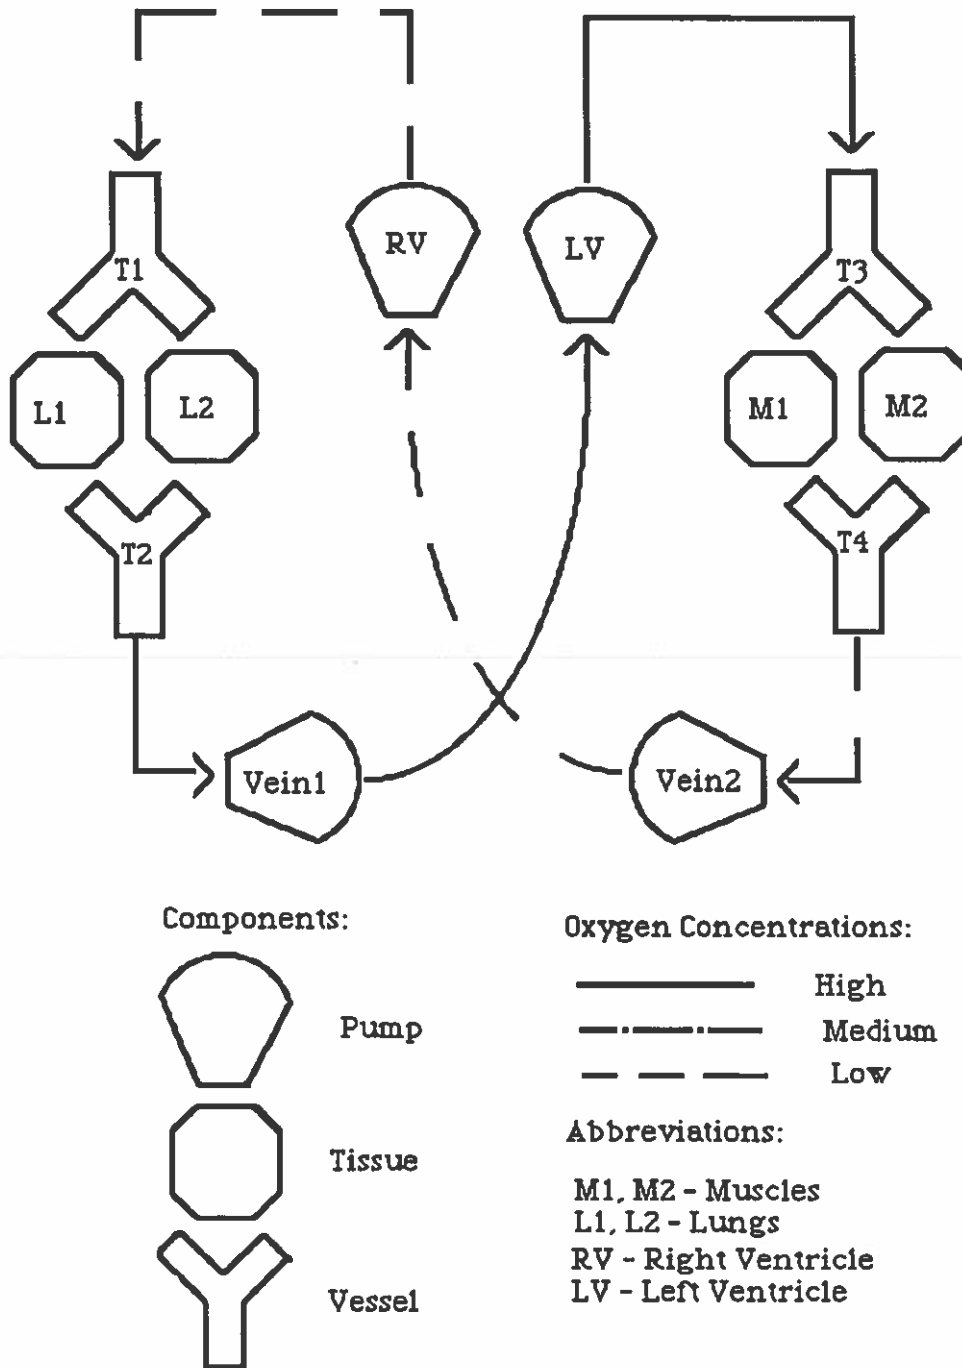 RV
LV
T1
T3
L1
L2
M1
M2
T2
T4
Vein1
Vein2
Components:
Pump
Tissue
Vessel
Oxygen Concentrations:
High
Medium
Low
Abbreviations:
M1, M2 - Muscles
L1, L2 - Lungs
RV - Right Ventricle
LV - Left Ventricle